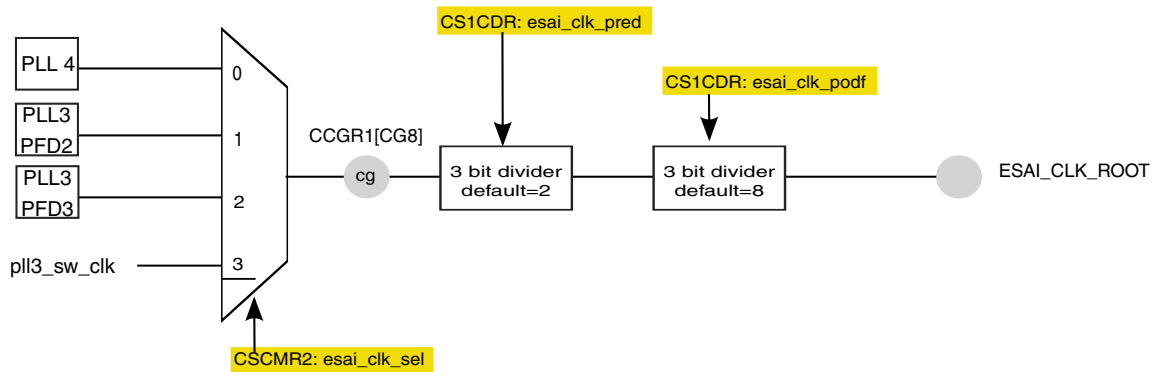 CS1CDR: esai_clk_pred
PLL 4
0
CS1CDR: esai_clk_podf
PLL3
PFD2
1
CCGR1[CG8]
cg
3 bit divider
default=2
3 bit divider
default=8
ESAI_CLK_ROOT
PLL3
PFD3
2
pll3_sw_clk
3
CSCMR2: esai_clk_sel